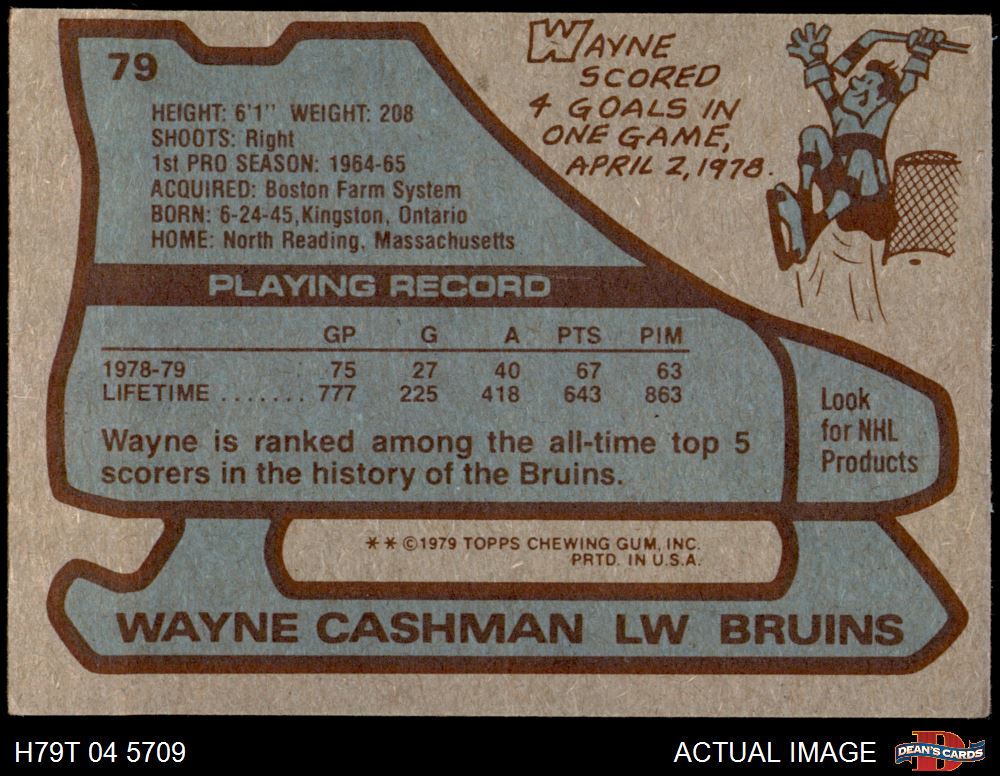 79
WAYNE
SCORED
4 GOALS IN
ONE GAME,
APRIL 2, 1978.
HEIGHT: 6'1" WEIGHT: 208
SHOOTS: Right
1st PRO SEASON: 1964-65
ACQUIRED: Boston Farm System
BORN: 6-24-45, Kingston, Ontario
HOME: North Reading, Massachusetts
PLAYING RECORD
GP G A PTS PIM
1978-79 75 27 40 67 63
LIFETIME ....... 777 225 418 643 863
Wayne is ranked among the all-time top 5
scorers in the history of the Bruins.
Look
for NHL
Products
**©1979 TOPPS CHEWING GUM, INC.
PRTD. IN U.S.A.
WAYNE CASHMAN LW BRUINS
H79T 04 5709
ACTUAL IMAGE
D
DEAN'S CARDS